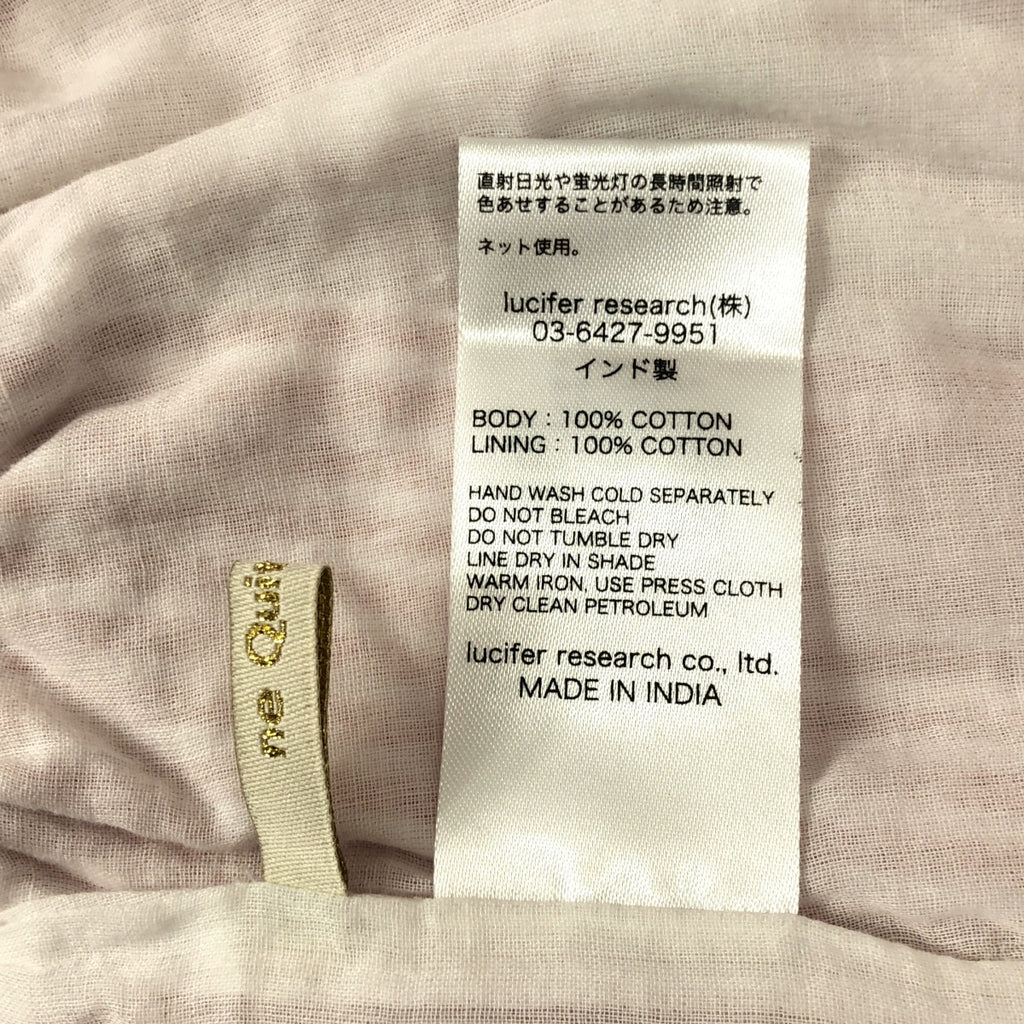 直射日光や蛍光灯の長時間照射で
色あせすることがあるため注意。
ネット使用。
lucifer research(株)
03-6427-9951
インド製
BODY : 100% COTTON
LINING : 100% COTTON
HAND WASH COLD SEPARATELY
DO NOT BLEACH
DO NOT TUMBLE DRY
LINE DRY IN SHADE
WARM IRON, USE PRESS CLOTH
DRY CLEAN PETROLEUM
lucifer research co., ltd.
MADE IN INDIA
ne